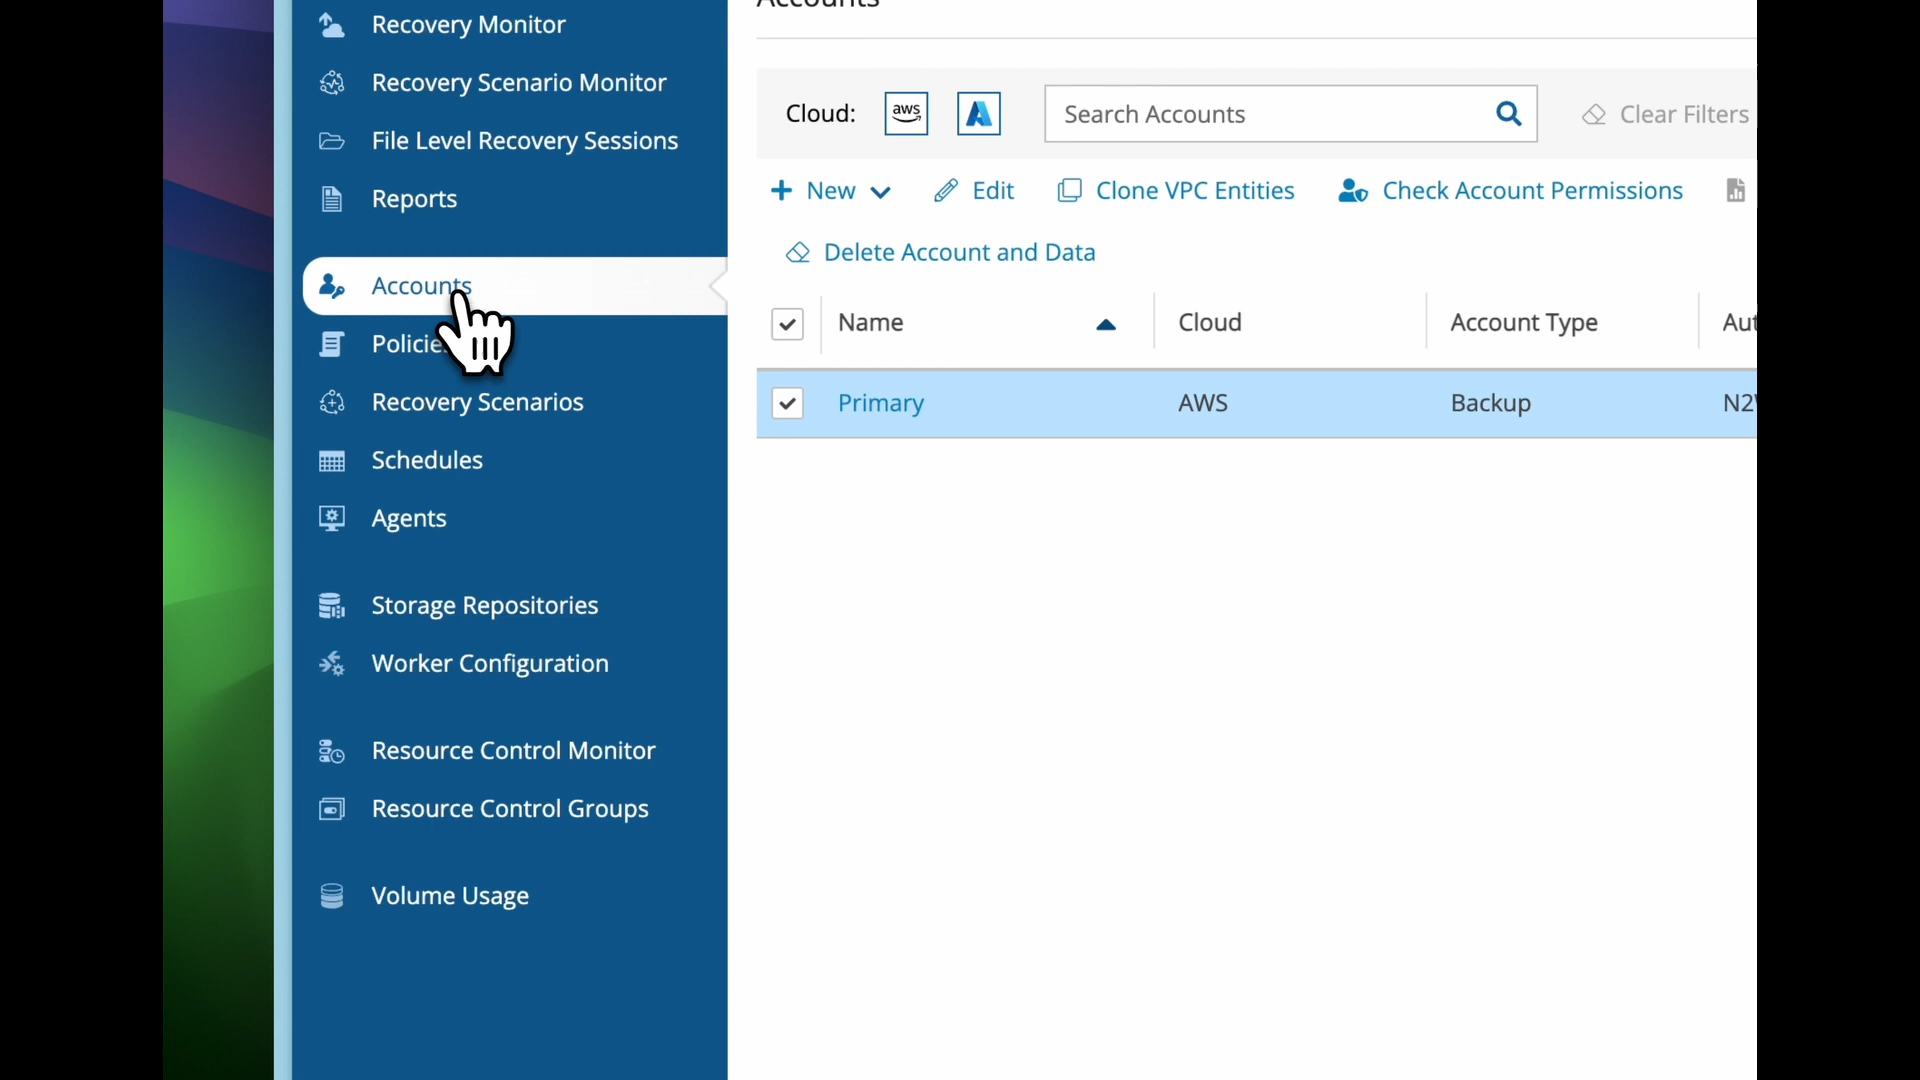 Recovery Monitor
Recovery Scenario Monitor
File Level Recovery Sessions
Reports
Accounts
Recovery Scenarios
Schedules
Agents
Storage Repositories
Worker Configuration
Resource Control Monitor
Resource Control Groups
Volume Usage
Accounts
Cloud: aws Search Accounts Clear Filters
New Edit Clone VPC Entities Check Account Permissions
Delete Account and Data
Name Cloud Account Type
Primary AWS Backup